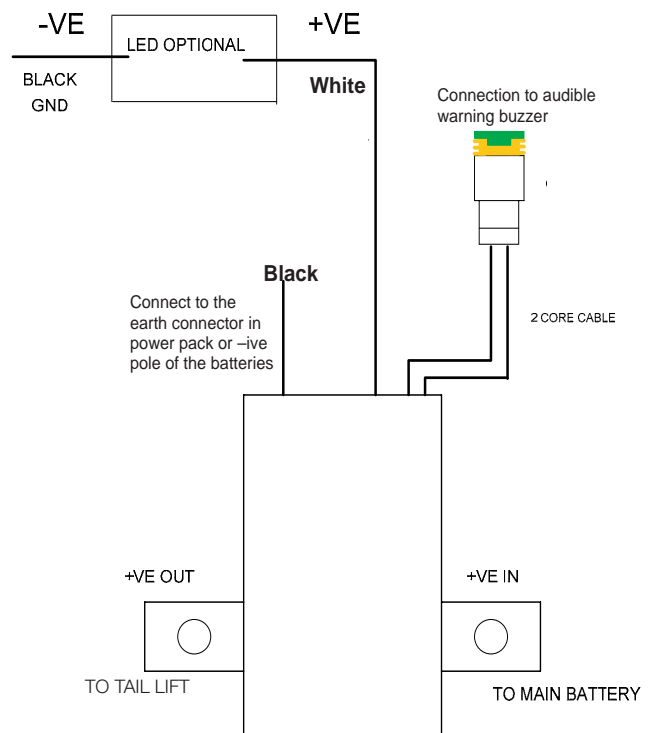 -VE
LED OPTIONAL
+VE
BLACK
GND
White
Connection to audible
warning buzzer
Black
Connect to the
earth connector in
power pack or –ive
pole of the batteries
2 CORE CABLE
+VE OUT
+VE IN
TO TAIL LIFT
TO MAIN BATTERY